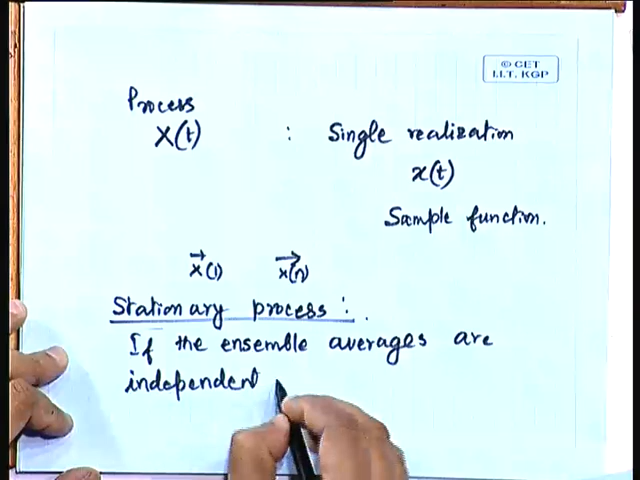 © CET
I.I.T. KGP
Process
X(t) : Single realization
x(t)
Sample function.
x(1) x(n)
Stationary process :.
If the ensemble averages are
independent